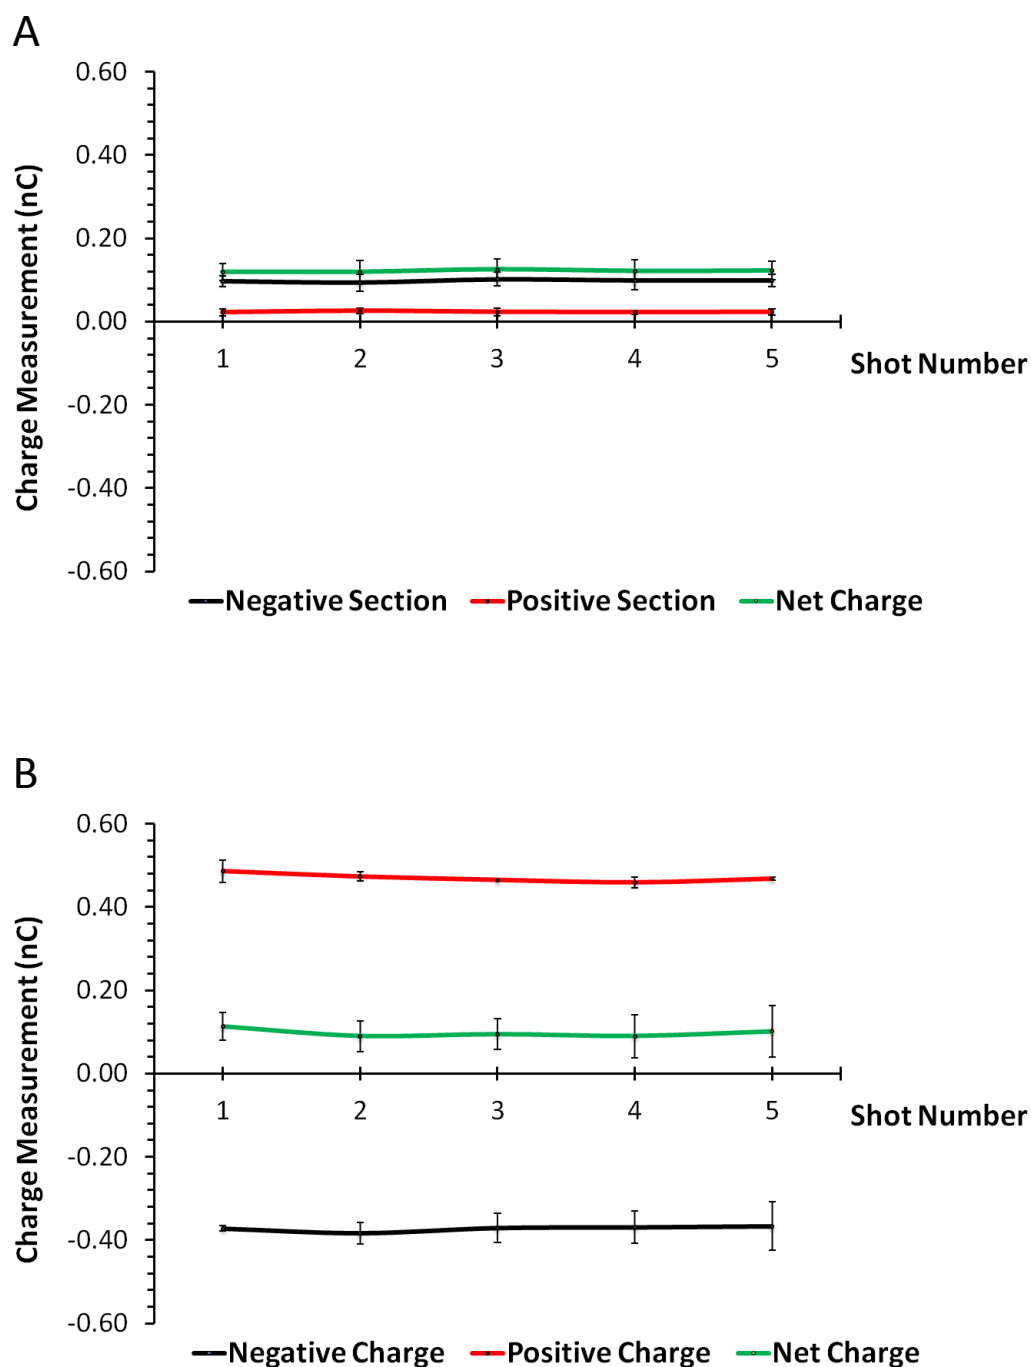 A
Charge Measurement (nC)
0.60
0.40
0.20
0.00
-0.20
-0.40
-0.60
1 2 3 4 5
Shot Number
Negative Section Positive Section Net Charge
B
Charge Measurement (nC)
0.60
0.40
0.20
0.00
-0.20
-0.40
-0.60
1 2 3 4 5
Shot Number
Negative Charge Positive Charge Net Charge